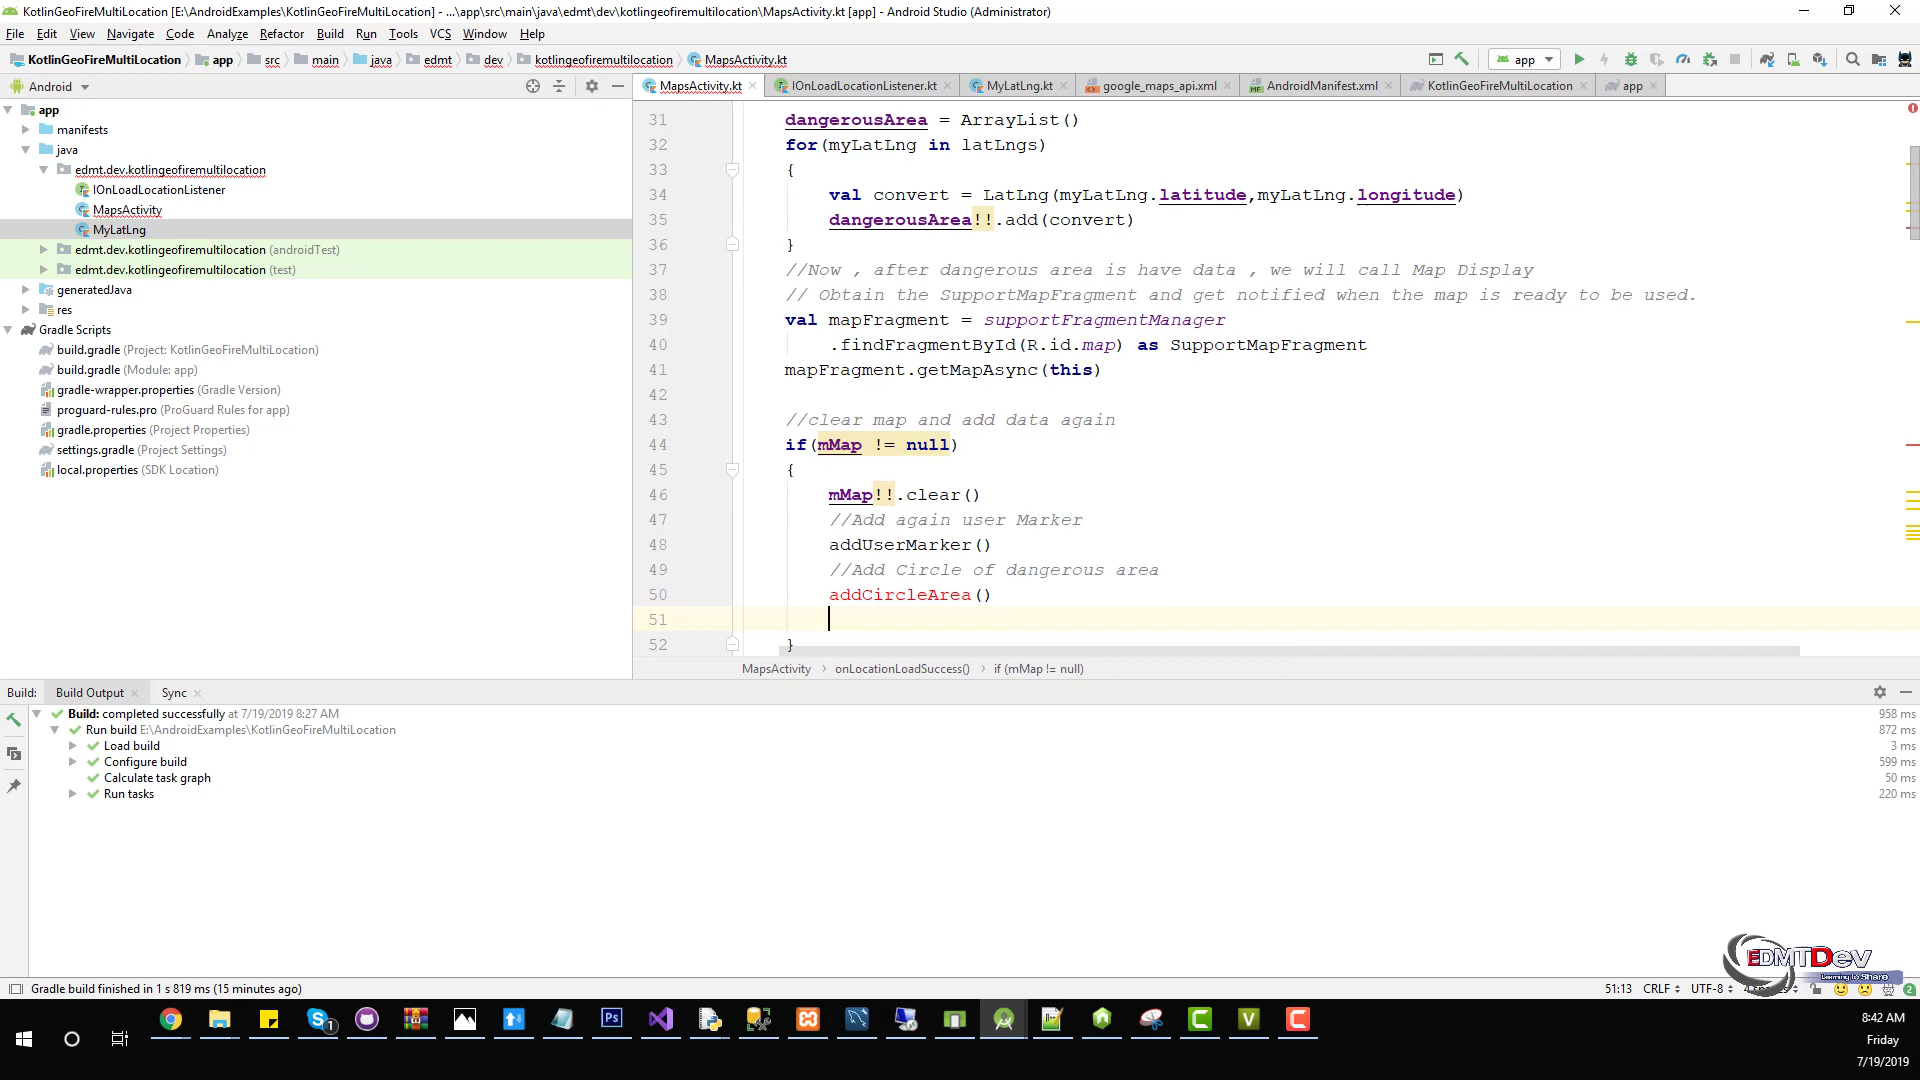 KotlinGeoFireMultiLocation [E:\AndroidExamples\KotlinGeoFireMultiLocation] - ...\app\src\main\java\edmt\dev\kotlingeofiremultilocation\MapsActivity.kt [app] - Android Studio (Administrator)
File Edit View Navigate Code Analyze Refactor Build Run Tools VCS Window Help
KotlinGeoFireMultiLocation app src main java edmt dev kotlingeofiremultilocation MapsActivity.kt
app
Android
MapsActivity.kt IOnLoadLocationListener.kt MyLatLng.kt google_maps_api.xml AndroidManifest.xml KotlinGeoFireMultiLocation app
app
manifests
java
edmt.dev.kotlingeofiremultilocation
IOnLoadLocationListener
MapsActivity
MyLatLng
edmt.dev.kotlingeofiremultilocation (androidTest)
edmt.dev.kotlingeofiremultilocation (test)
generatedJava
res
Gradle Scripts
build.gradle (Project: KotlinGeoFireMultiLocation)
build.gradle (Module: app)
gradle-wrapper.properties (Gradle Version)
proguard-rules.pro (ProGuard Rules for app)
gradle.properties (Project Properties)
settings.gradle (Project Settings)
local.properties (SDK Location)
31 dangerousArea = ArrayList()
32 for(myLatLng in latLngs)
33 {
34 val convert = LatLng(myLatLng.latitude,myLatLng.longitude)
35 dangerousArea!!.add(convert)
36 }
37 //Now , after dangerous area is have data , we will call Map Display
38 // Obtain the SupportMapFragment and get notified when the map is ready to be used.
39 val mapFragment = supportFragmentManager
40 .findFragmentById(R.id.map) as SupportMapFragment
41 mapFragment.getMapAsync(this)
42
43 //clear map and add data again
44 if(mMap != null)
45 {
46 mMap!!.clear()
47 //Add again user Marker
48 addUserMarker()
49 //Add Circle of dangerous area
50 addCircleArea()
51
52 }
MapsActivity onLocationLoadSuccess() if (mMap != null)
Build: Build Output Sync
Build: completed successfully at 7/19/2019 8:27 AM 958 ms
Run build E:\AndroidExamples\KotlinGeoFireMultiLocation 872 ms
Load build 3 ms
Configure build 599 ms
Calculate task graph 50 ms
Run tasks 220 ms
EDMTDev
Learning to Share
Gradle build finished in 1 s 819 ms (15 minutes ago) 51:13 CRLF UTF-8
8:42 AM
Friday
7/19/2019